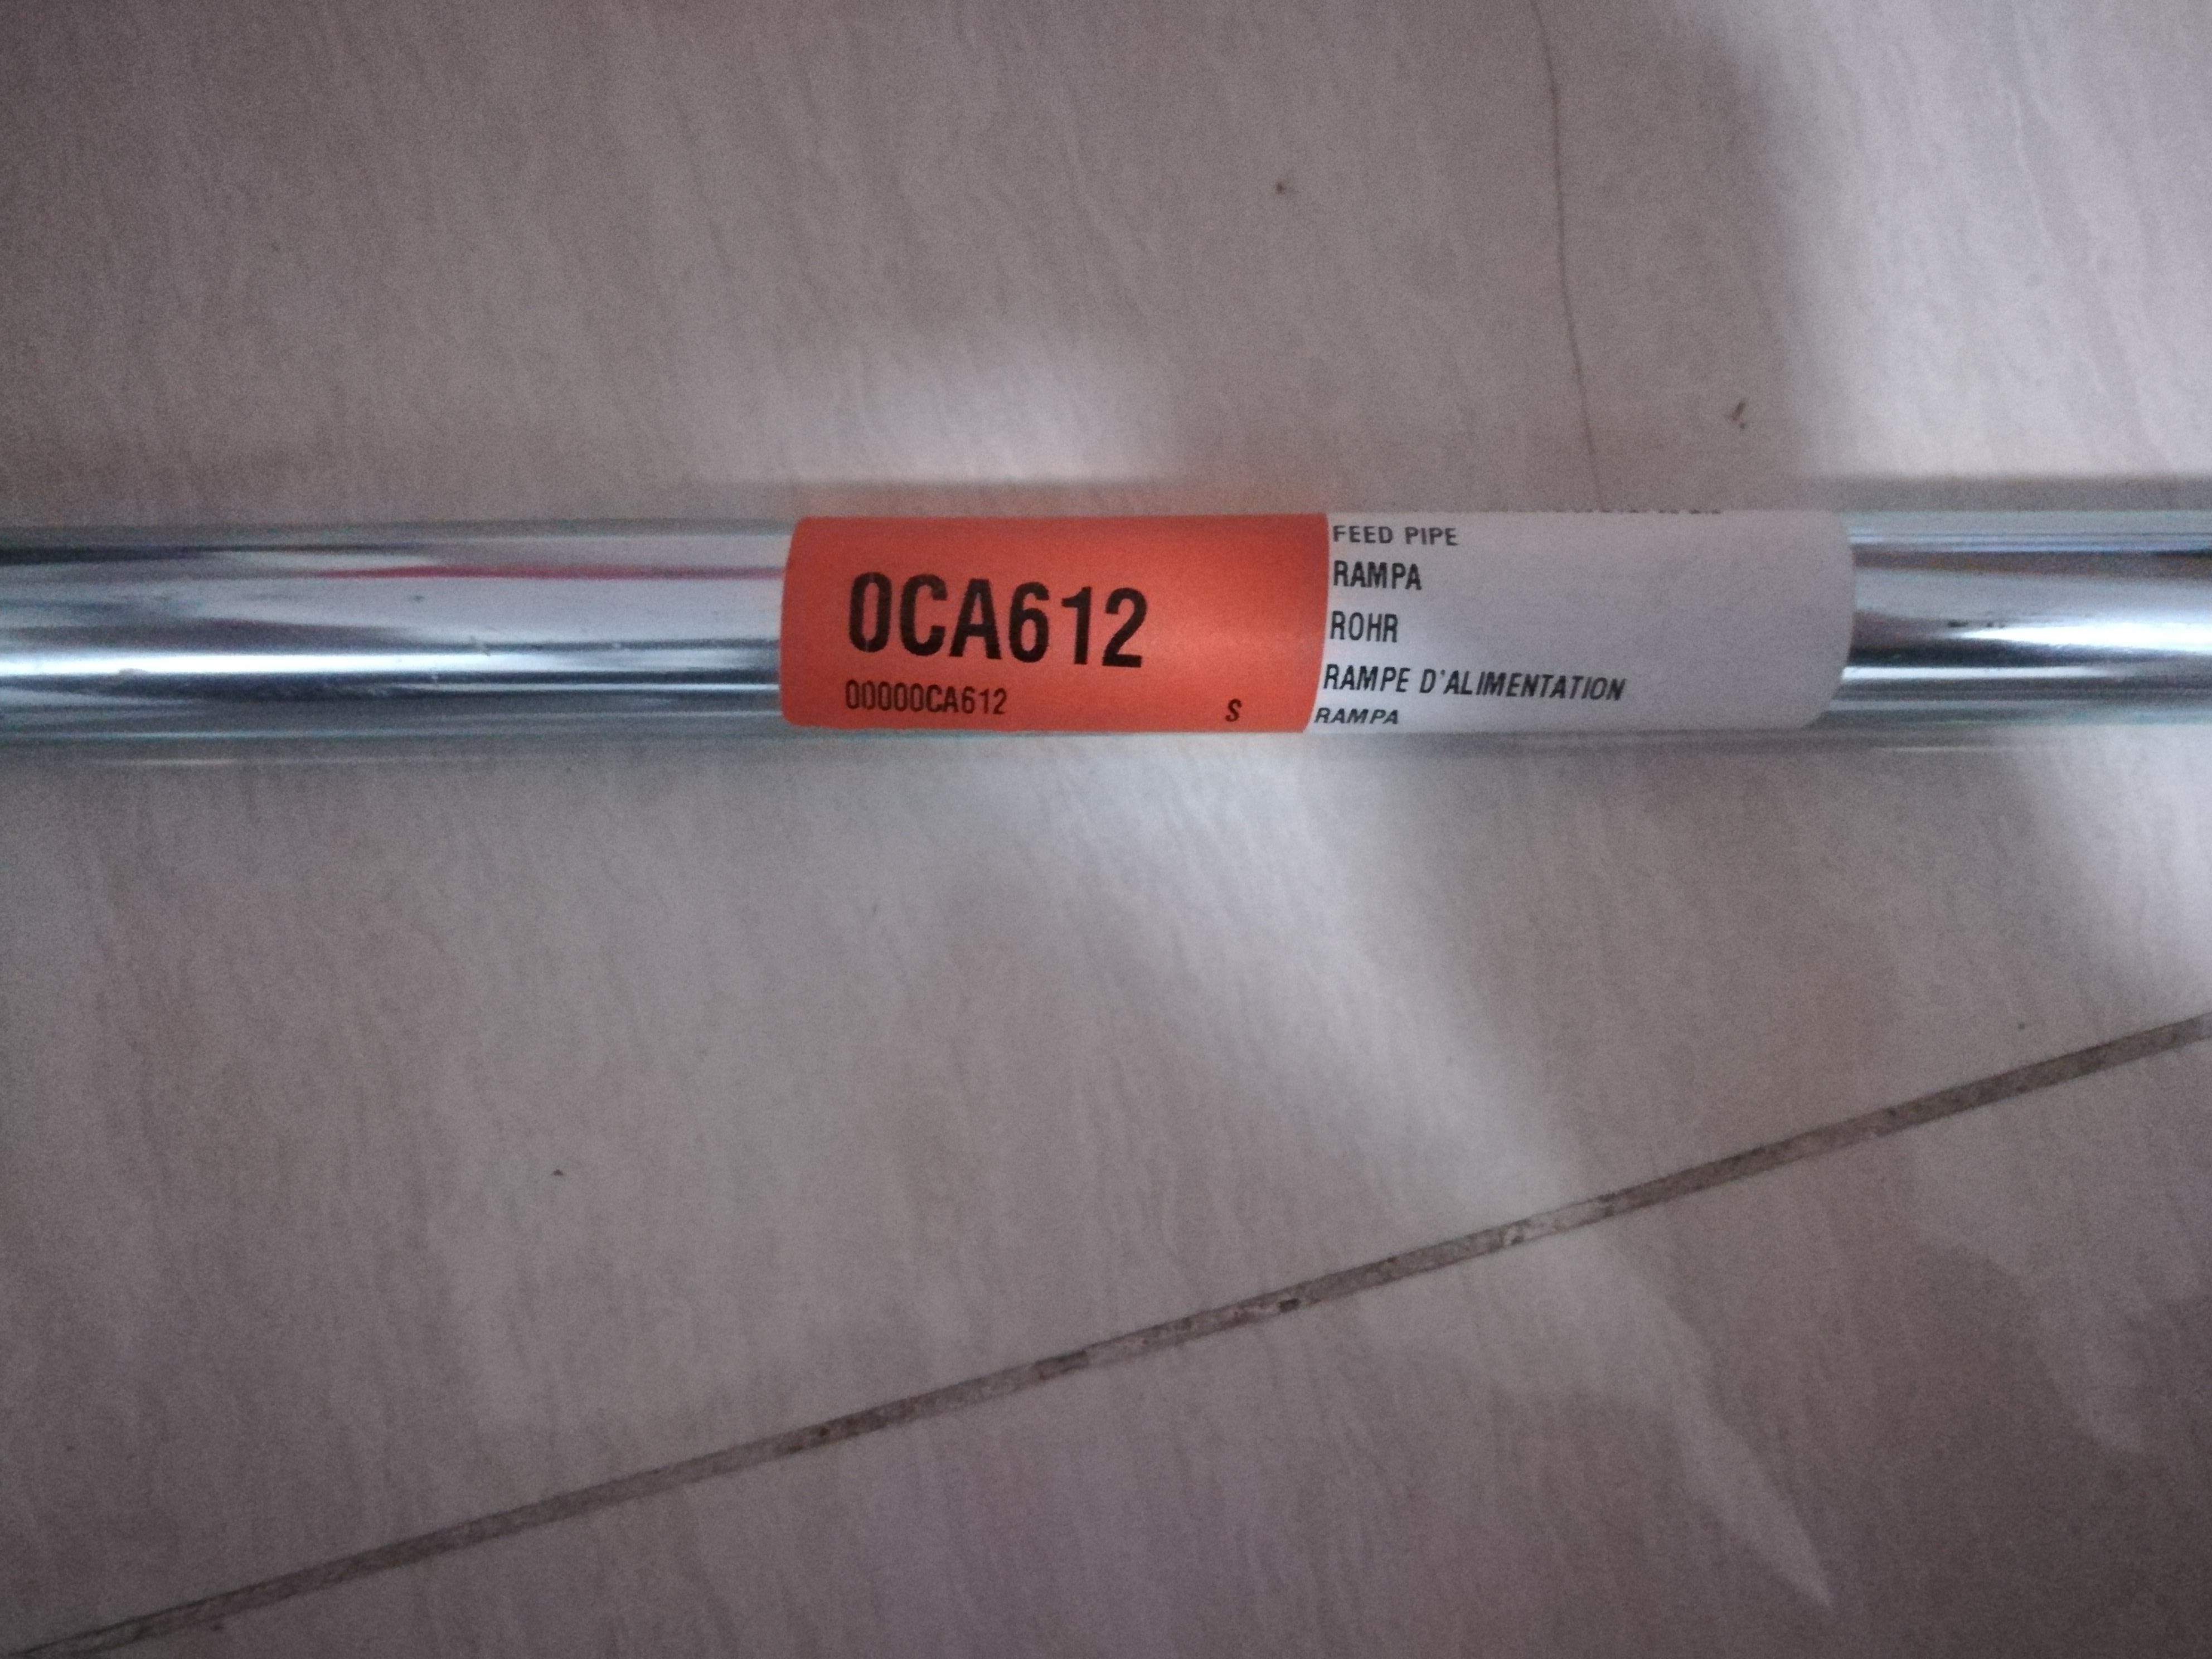 0CA612
00000CA612 S
FEED PIPE
RAMPA
ROHR
RAMPE D'ALIMENTATION
RAMPA